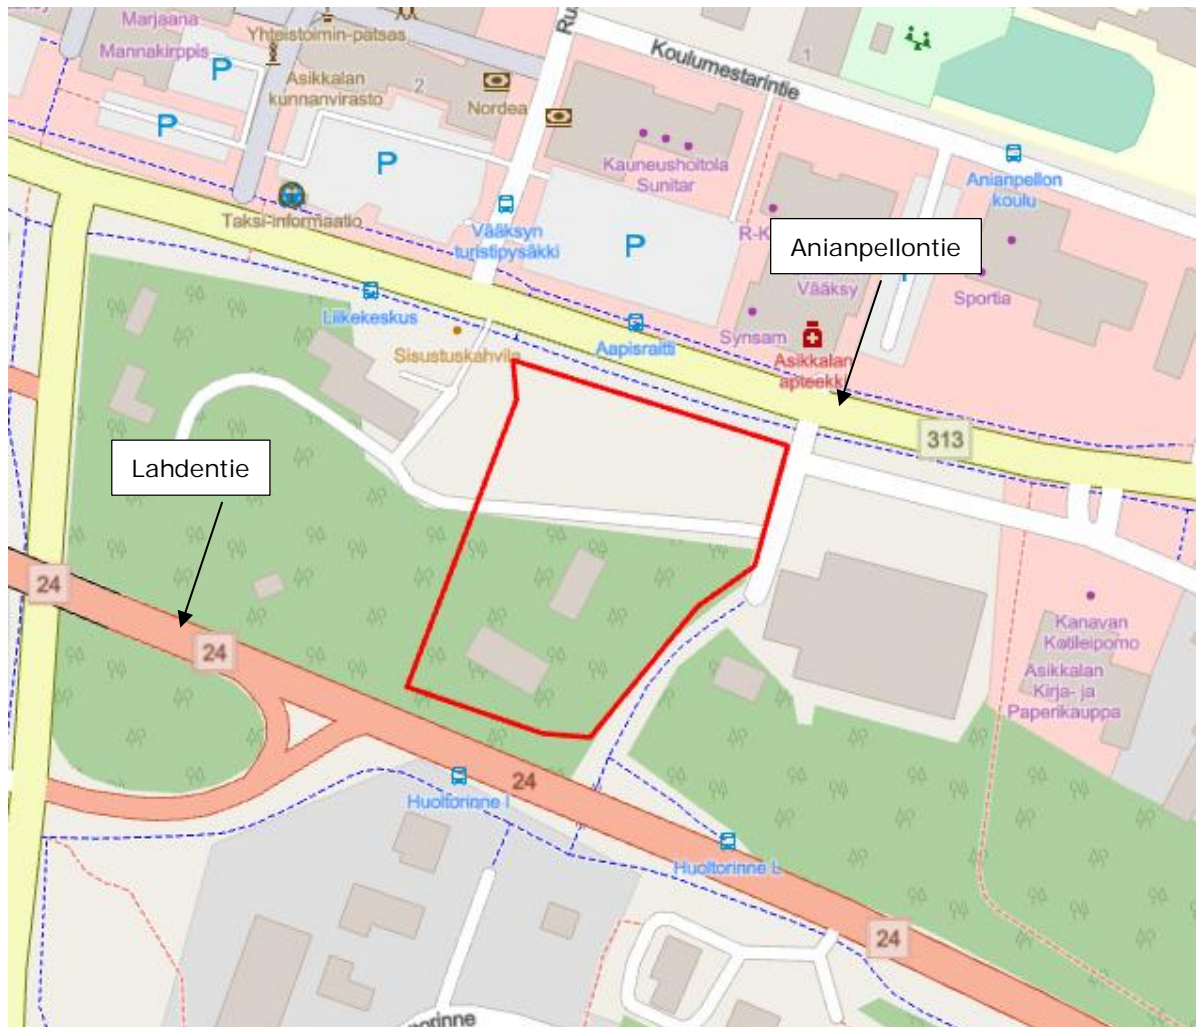 Marjaana
Mannakirppis
Yhteistoimin-patsas
Asikkalan
kunnanvirasto
2
Nordea
Koulumestarintie
1
P
P
P
P
Kauneushoitola
Sunitar
Anianpellon
koulu
Taksi-informaatio
Vääksyn
turistipysäkki
Anianpellontie
Vääksy
Sportia
Liikekeskus
Sisustuskahvila
Aapisraitti
Synsam
Asikkalan
apteekki
313
Lahdentie
24
24
Kanavan
Kotileipomo
Asikkalan
Kirja- ja
Paperikauppa
24
Huoltorinne I
Huoltorinne L
24